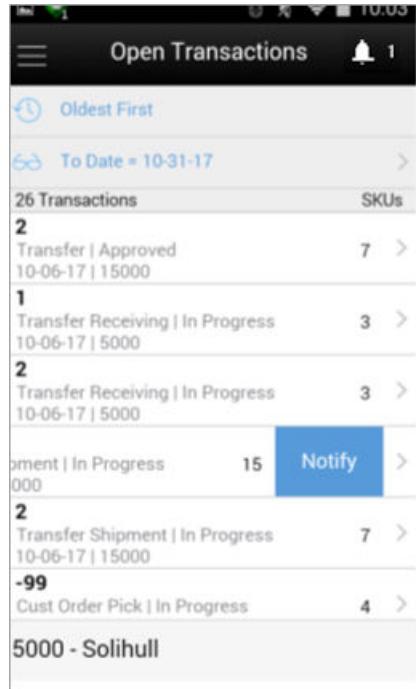 1
10:03
Open Transactions
1
Oldest First
To Date = 10-31-17
26 Transactions SKUs
2
Transfer | Approved 7
10-06-17 | 15000
1
Transfer Receiving | In Progress 3
10-06-17 | 5000
2
Transfer Receiving | In Progress 3
10-06-17 | 5000
pment | In Progress 15 Notify
000
2
Transfer Shipment | In Progress 7
10-06-17 | 15000
-99
Cust Order Pick | In Progress 4
5000 - Solihull